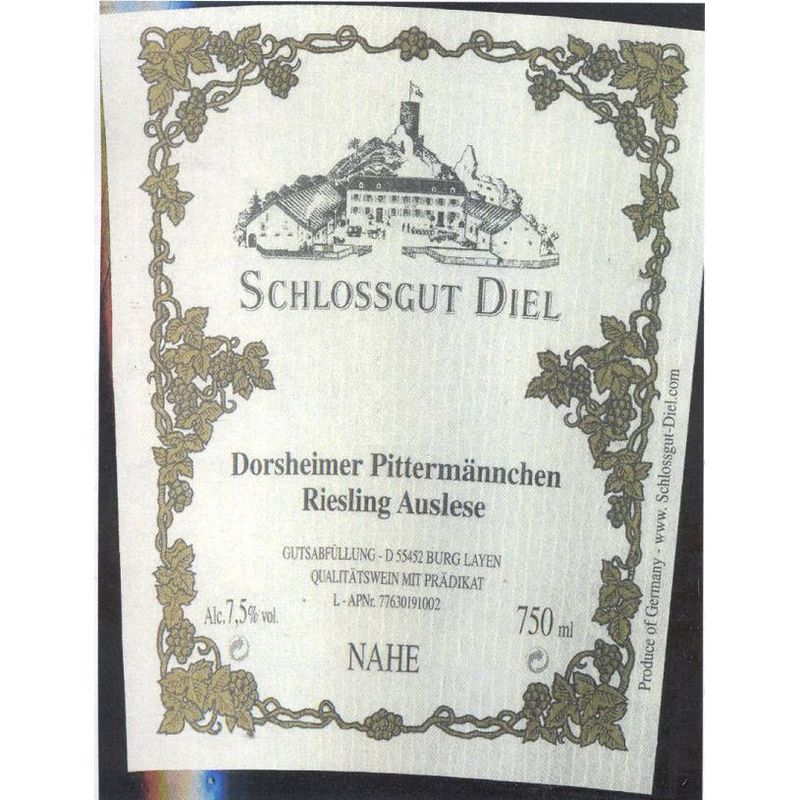 SCHLOSSGUT DIEL
Dorsheimer Pittermännchen
Riesling Auslese
GUTSABFÜLLUNG - D 55452 BURG LAYEN
QUALITÄTSWEIN MIT PRÄDIKAT
L - APNr. 77630191002
Alc. 7,5% vol.
750 ml
NAHE
Produce of Germany - www. Schlossgut-Diel.com